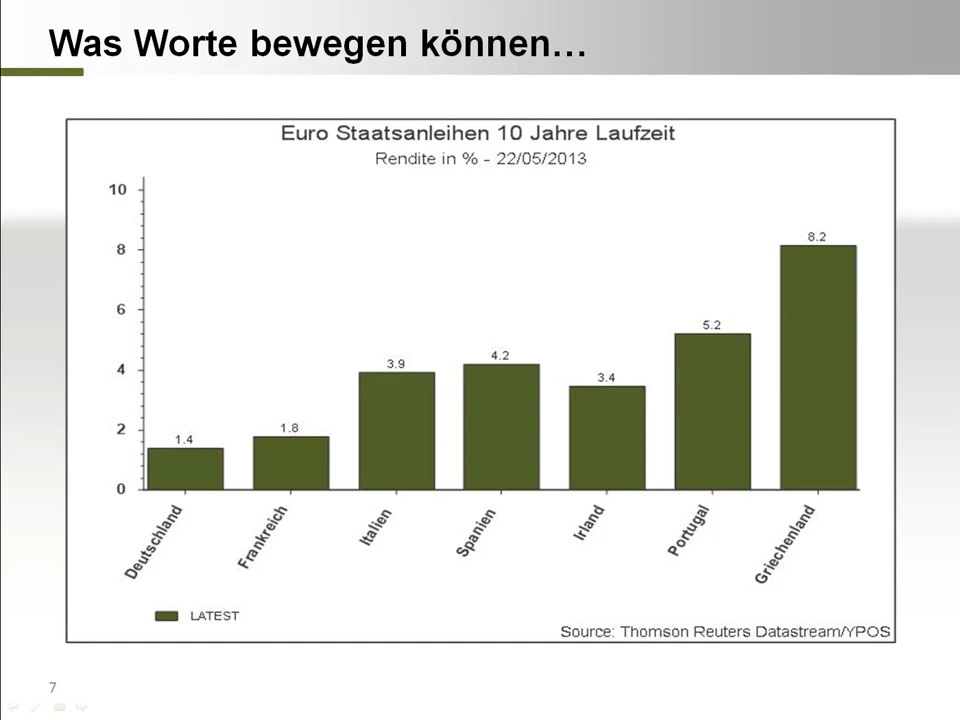 Was Worte bewegen können…
Euro Staatsanleihen 10 Jahre Laufzeit
Rendite in % - 22/05/2013
10
8
6
4
2
0
1.4
1.8
3.9
4.2
3.4
5.2
8.2
Deutschland
Frankreich
Italien
Spanien
Irland
Portugal
Griechenland
LATEST
Source: Thomson Reuters Datastream/YPOS
7